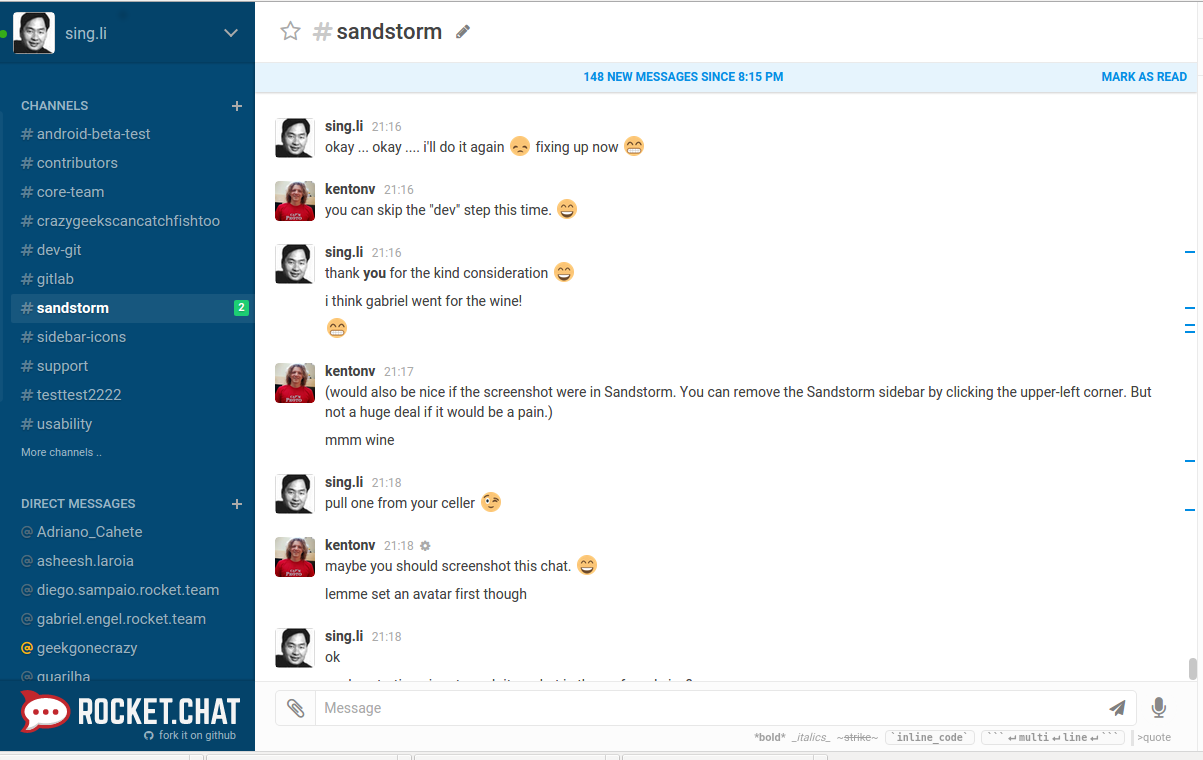 sing.li
CHANNELS
# android-beta-test
# contributors
# core-team
# crazygeekscancatchfishtoo
# dev-git
# gitlab
# sandstorm 2
# sidebar-icons
# support
# testtest2222
# usability
More channels ..
DIRECT MESSAGES
@ Adriano_Cahete
@ asheesh.laroia
@ diego.sampaio.rocket.team
@ gabriel.engel.rocket.team
@ geekgonecrazy
@ guarilha
ROCKET.CHAT
fork it on github
# sandstorm
148 NEW MESSAGES SINCE 8:15 PM MARK AS READ
sing.li 21:16
okay ... okay .... i'll do it again 😞 fixing up now 😁
kentonv 21:16
you can skip the "dev" step this time. 😄
sing.li 21:16
thank you for the kind consideration 😄
i think gabriel went for the wine!
😁
kentonv 21:17
(would also be nice if the screenshot were in Sandstorm. You can remove the Sandstorm sidebar by clicking the upper-left corner. But
not a huge deal if it would be a pain.)
mmm wine
sing.li 21:18
pull one from your celler 😉
kentonv 21:18
maybe you should screenshot this chat. 😄
lemme set an avatar first though
sing.li 21:18
ok
Message
*bold* _italics_ ~strike~ `inline_code` ```↵multi↵line↵``` >quote